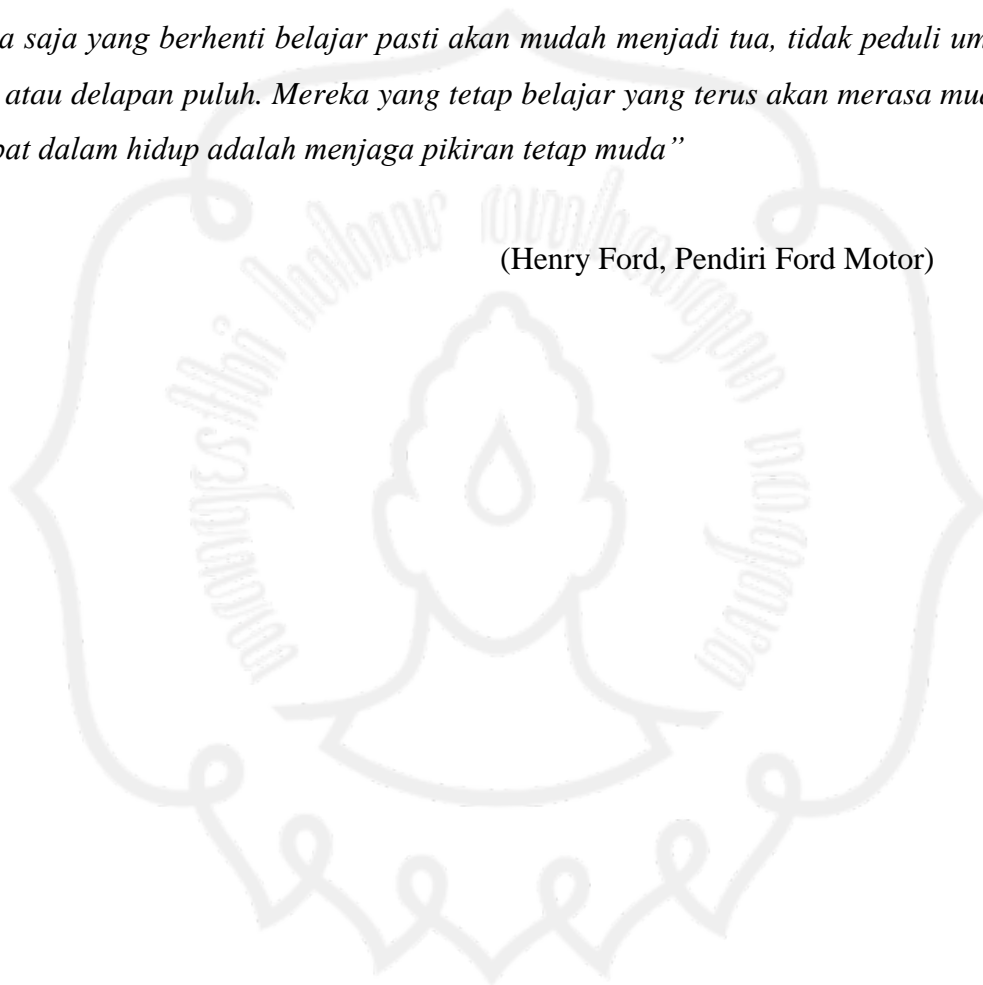 a saja yang berhenti belajar pasti akan mudah menjadi tua, tidak peduli um
atau delapan puluh. Mereka yang tetap belajar yang terus akan merasa mu
pat dalam hidup adalah menjaga pikiran tetap muda”
(Henry Ford, Pendiri Ford Motor)